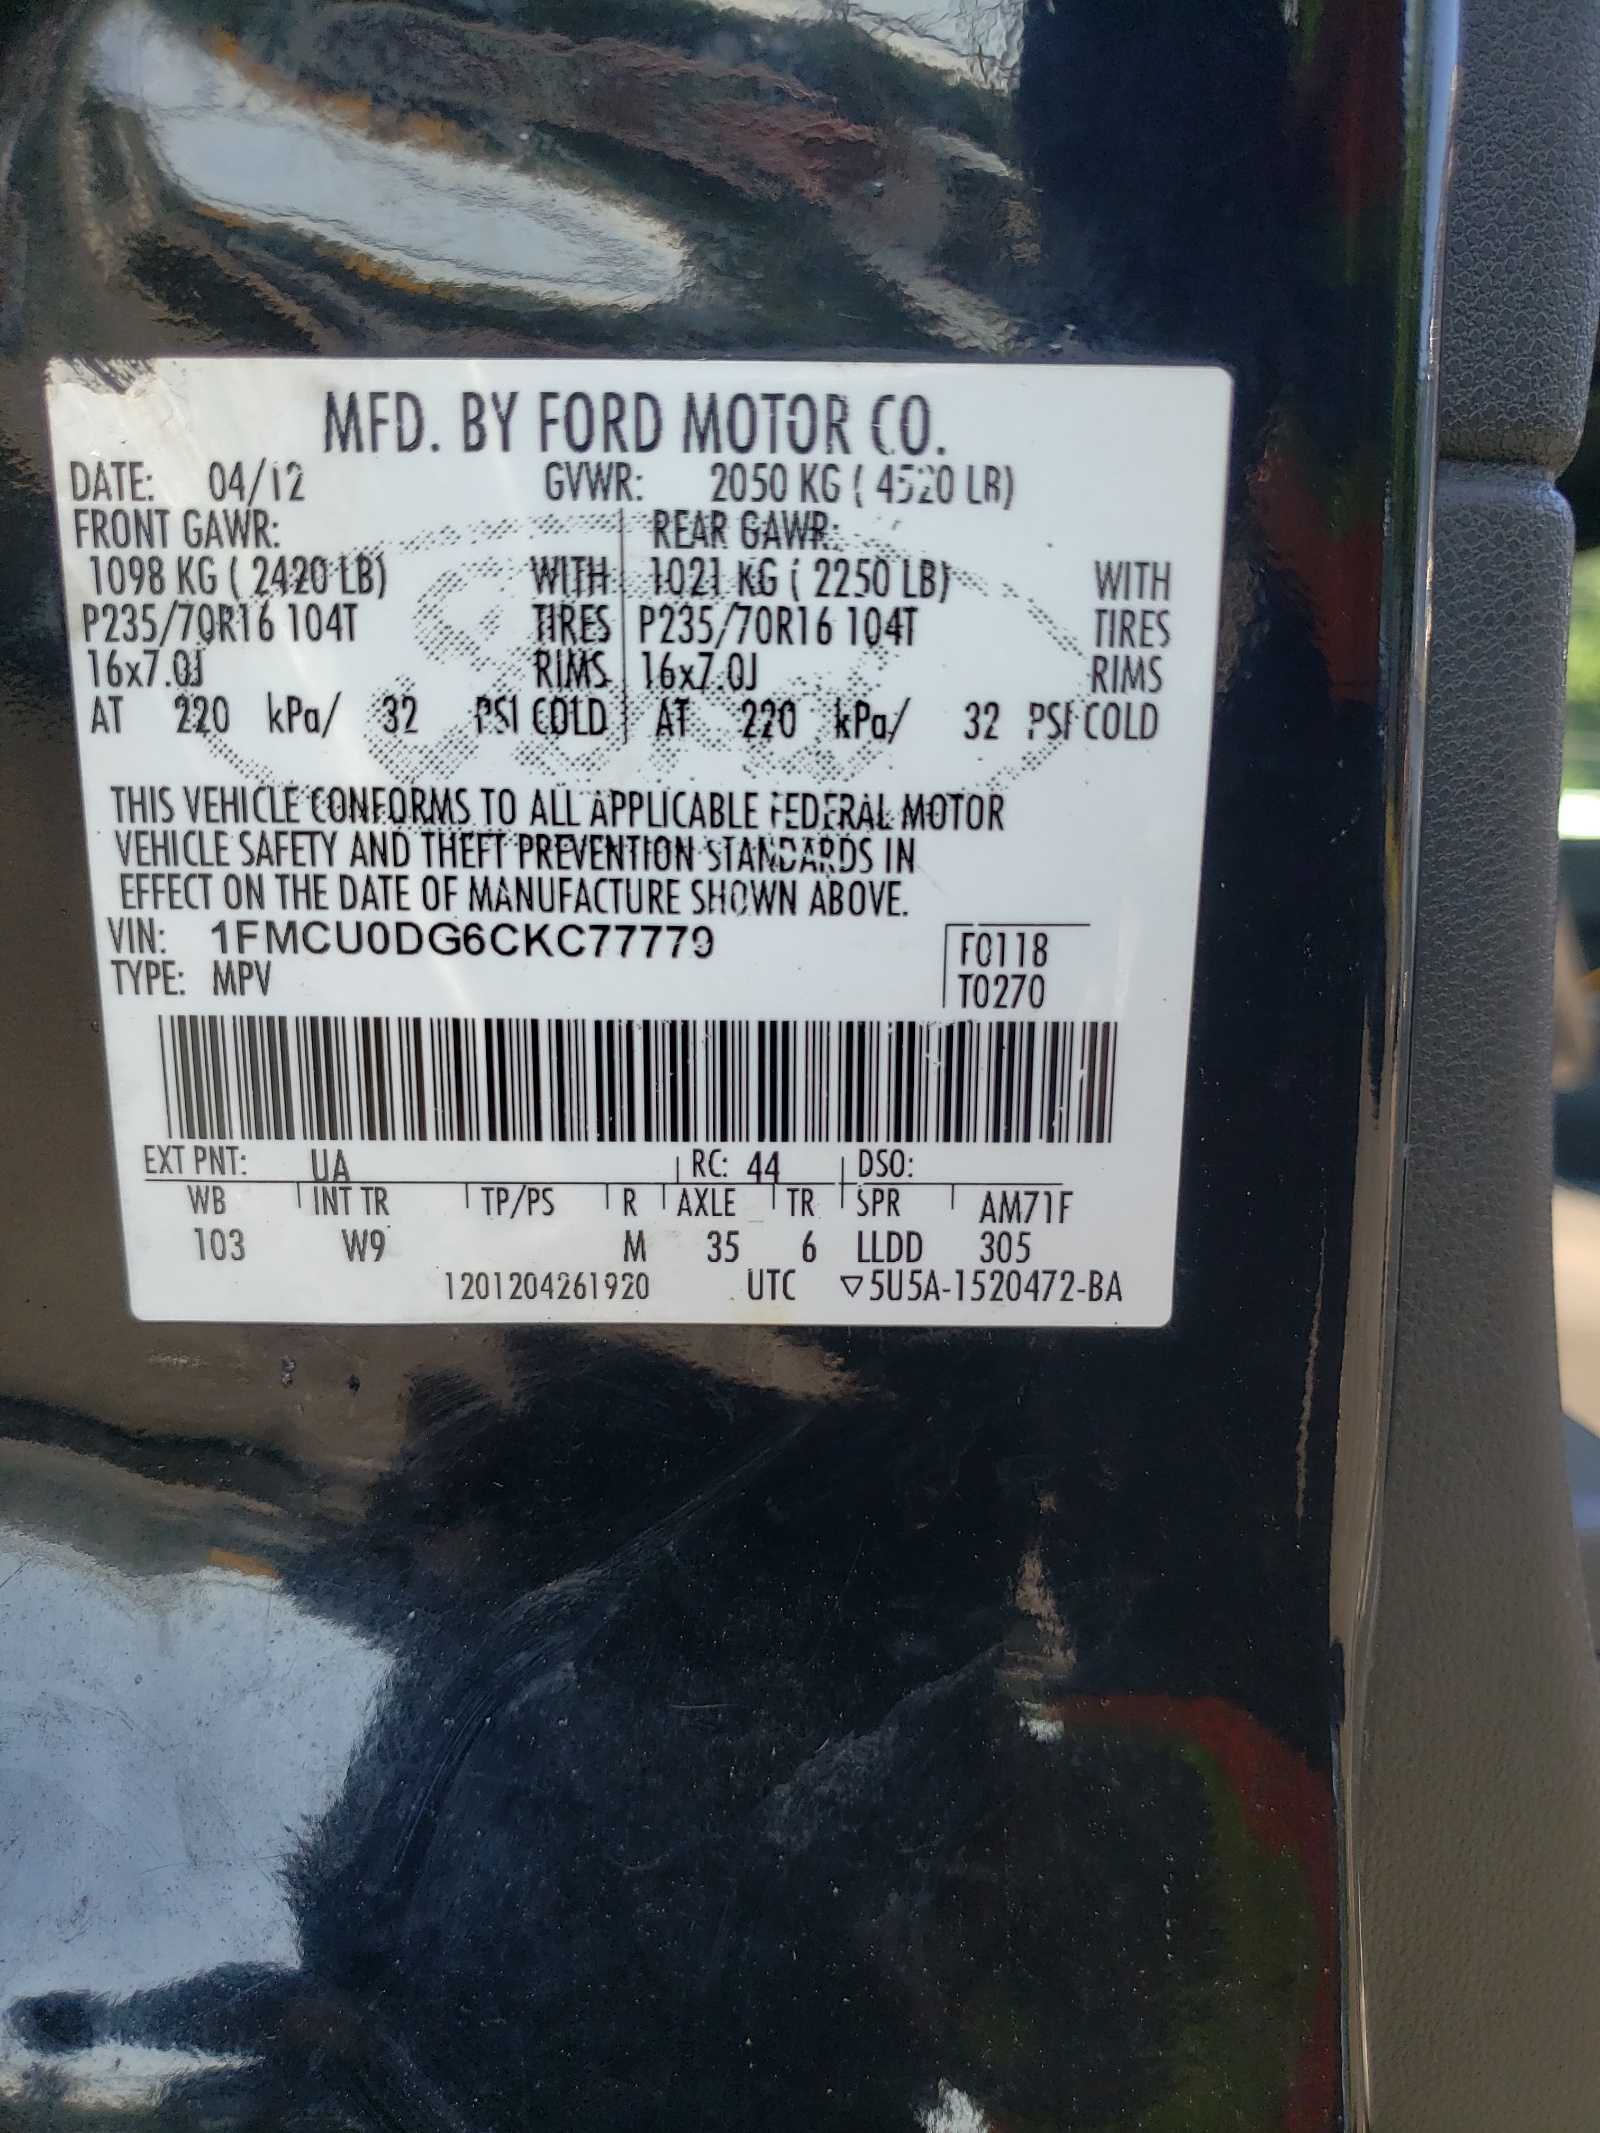 MFD. BY FORD MOTOR CO.
DATE: 04/12 GVWR: 2050 KG ( 4520 LB)
FRONT GAWR: REAR GAWR:
1098 KG ( 2420 LB) WITH 1021 KG ( 2250 LB) WITH
P235/70R16 104T TIRES P235/70R16 104T TIRES
16x7.0J RIMS 16x7.0J RIMS
AT 220 kPa/ 32 PSI COLD AT 220 kPa/ 32 PSI COLD
THIS VEHICLE CONFORMS TO ALL APPLICABLE FEDERAL MOTOR
VEHICLE SAFETY AND THEFT PREVENTION STANDARDS IN
EFFECT ON THE DATE OF MANUFACTURE SHOWN ABOVE.
VIN: 1FMCU0DG6CKC77779 F0118
TYPE: MPV T0270
EXT PNT: UA RC: 44 DSO:
WB INT TR TP/PS R AXLE TR SPR AM71F
103 W9 M 35 6 LLDD 305
1201204261920 UTC ▽5U5A-1520472-BA